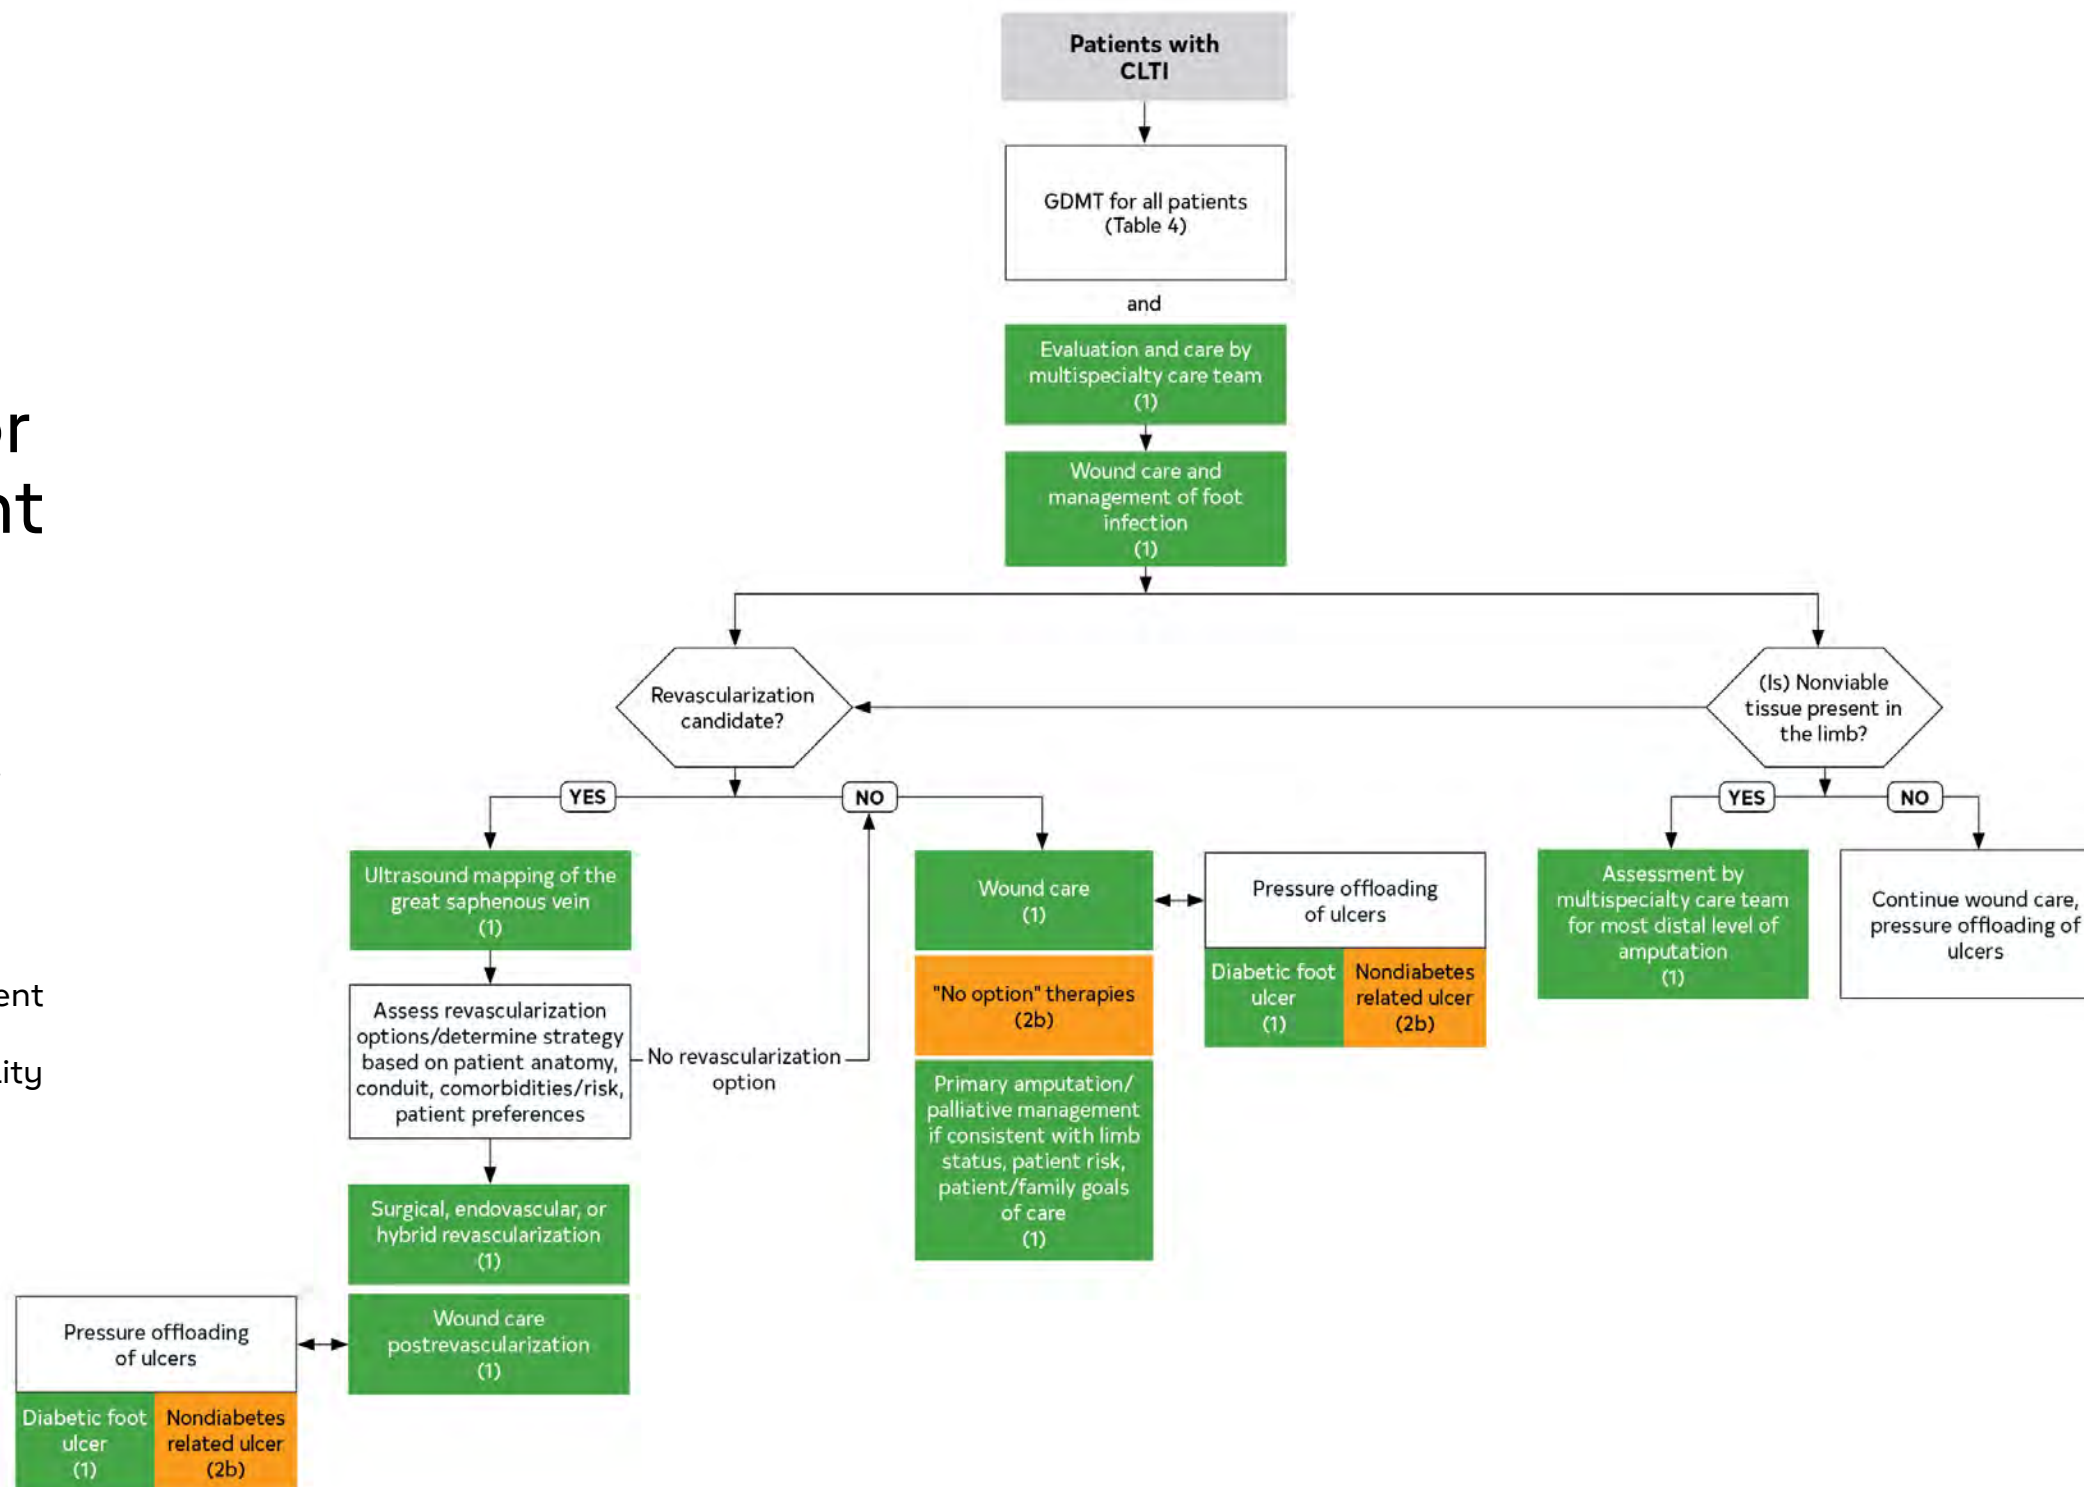 Patients with
CLTI
GDMT for all patients
(Table 4)
and
Evaluation and care by
multispecialty care team
(1)
Wound care and
management of foot
infection
(1)
Revascularization
candidate?
(Is) Nonviable
tissue present in
the limb?
YES
NO
YES
NO
Ultrasound mapping of the
great saphenous vein
(1)
Assess revascularization
options/determine strategy
based on patient anatomy,
conduit, comorbidities/risk,
patient preferences
No revascularization
option
Surgical, endovascular, or
hybrid revascularization
(1)
Wound care
postrevascularization
(1)
Pressure offloading
of ulcers
Diabetic foot
ulcer
(1)
Nondiabetes
related ulcer
(2b)
Wound care
(1)
"No option" therapies
(2b)
Primary amputation/
palliative management
if consistent with limb
status, patient risk,
patient/family goals
of care
(1)
Pressure offloading
of ulcers
Diabetic foot
ulcer
(1)
Nondiabetes
related ulcer
(2b)
Assessment by
multispecialty care team
for most distal level of
amputation
(1)
Continue wound care,
pressure offloading of
ulcers